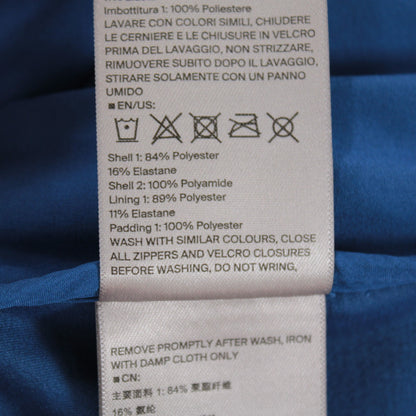 Imbottitura 1: 100% Poliestere
LAVARE CON COLORI SIMILI, CHIUDERE
LE CERNIERE E LE CHIUSURE IN VELCRO
PRIMA DEL LAVAGGIO, NON STRIZZARE,
RIMUOVERE SUBITO DOPO IL LAVAGGIO,
STIRARE SOLAMENTE CON UN PANNO
UMIDO
■ EN/US:
Shell 1: 84% Polyester
16% Elastane
Shell 2: 100% Polyamide
Lining 1: 89% Polyester
11% Elastane
Padding 1: 100% Polyester
WASH WITH SIMILAR COLOURS, CLOSE
ALL ZIPPERS AND VELCRO CLOSURES
BEFORE WASHING, DO NOT WRING,
REMOVE PROMPTLY AFTER WASH, IRON
WITH DAMP CLOTH ONLY
■ CN:
主要面料 1: 84% 聚酯纤维
16% 氨纶